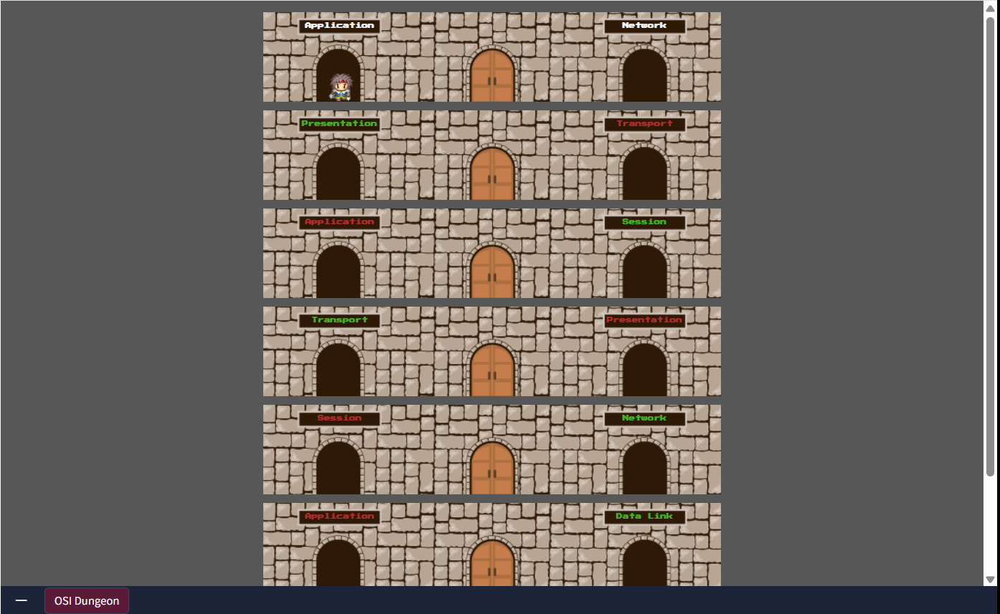 Application Network
Presentation Transport
Application Session
Transport Presentation
Session Network
Application Data Link
OSI Dungeon